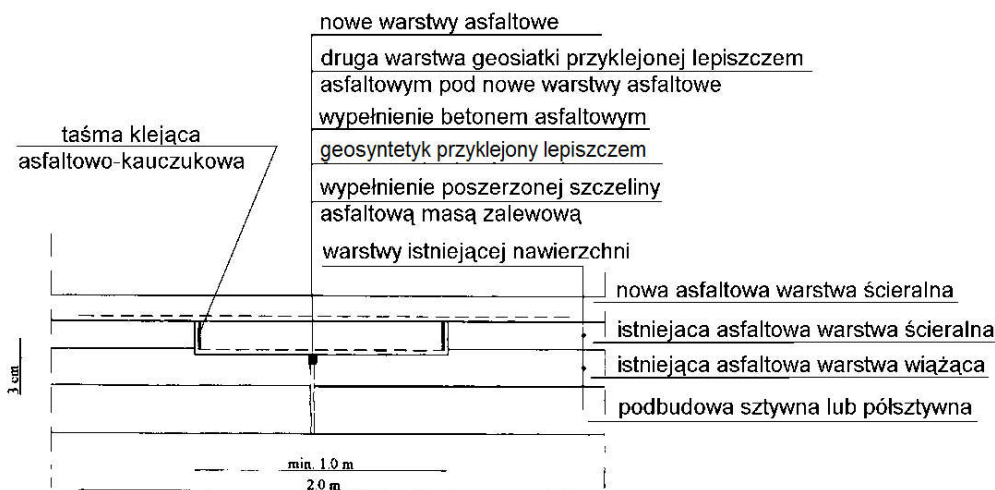 nowe warstwy asfaltowe
druga warstwa geosiatki przyklejonej lepiszczem
asfaltowym pod nowe warstwy asfaltowe
wypełnienie betonem asfaltowym
geosyntetyk przyklejony lepiszczem
wypełnienie poszerzonej szczeliny
asfaltową masą zalewową
warstwy istniejącej nawierzchni
taśma klejąca
asfaltowo-kauczukowa
nowa asfaltowa warstwa ścieralna
istniejaca asfaltowa warstwa ścieralna
istniejąca asfaltowa warstwa wiążąca
podbudowa sztywna lub półsztywna
3 cm
min. 1.0 m
2.0 m